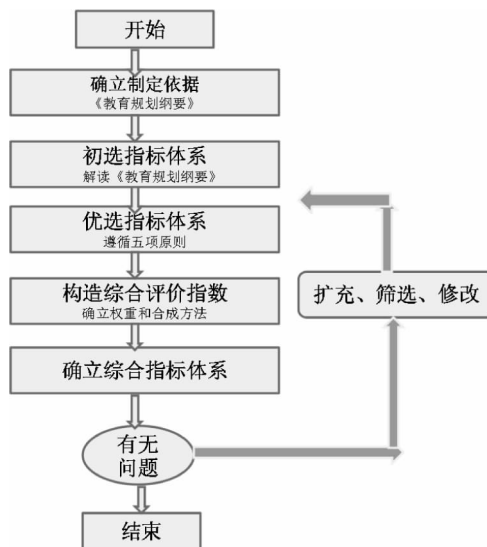 开始
确立制定依据
《教育规划纲要》
初选指标体系
解读《教育规划纲要》
优选指标体系
遵循五项原则
构造综合评价指数
确立权重和合成方法
扩充、筛选、修改
确立综合指标体系
有无
问题
结束